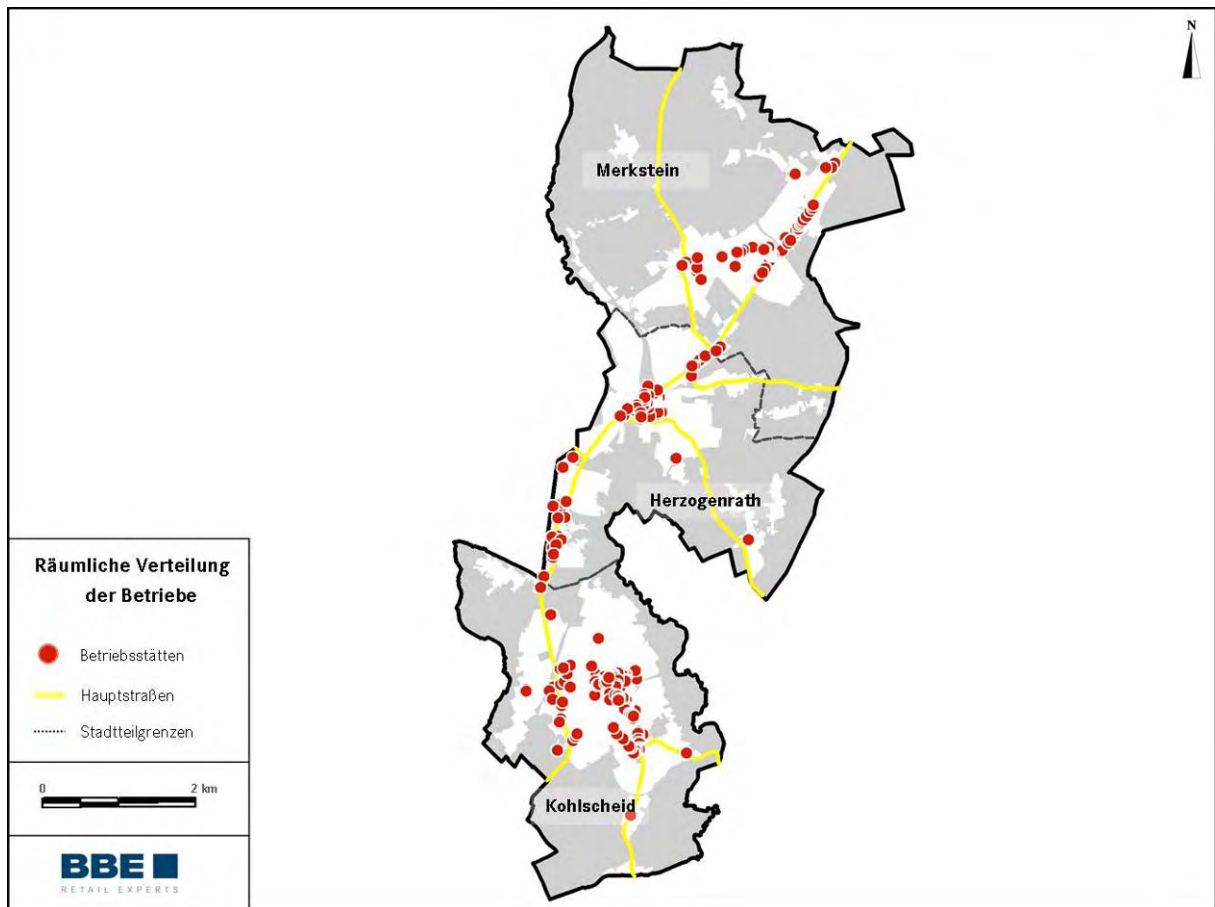 N
Merkstein
Herzogenrath
Kohlscheid
Räumliche Verteilung
der Betriebe
Betriebsstätten
Hauptstraßen
Stadtteilgrenzen
0 2 km
BBE
RETAIL EXPERTS